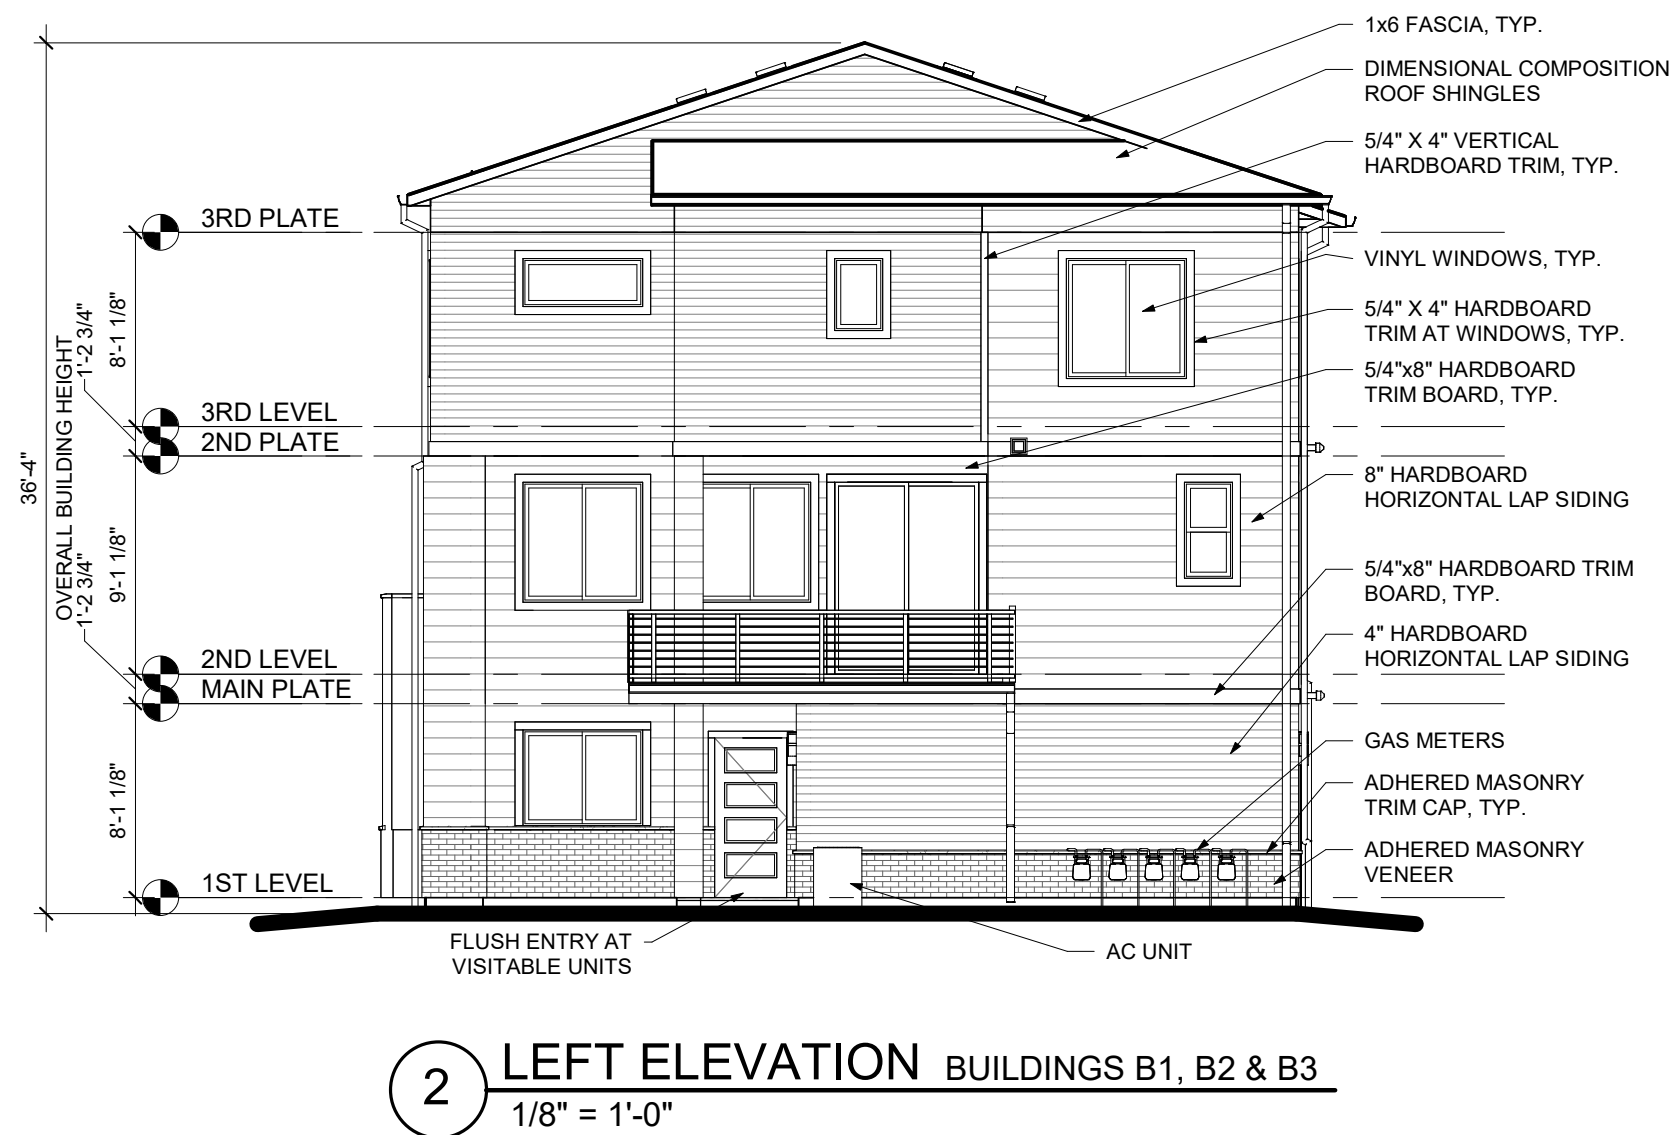 1x6 FASCIA, TYP.
DIMENSIONAL COMPOSITION
ROOF SHINGLES
5/4" X 4" VERTICAL
HARDBOARD TRIM, TYP.
VINYL WINDOWS, TYP.
5/4" X 4" HARDBOARD
TRIM AT WINDOWS, TYP.
5/4"x8" HARDBOARD
TRIM BOARD, TYP.
8" HARDBOARD
HORIZONTAL LAP SIDING
5/4"x8" HARDBOARD TRIM
BOARD, TYP.
4" HARDBOARD
HORIZONTAL LAP SIDING
GAS METERS
ADHERED MASONRY
TRIM CAP, TYP.
ADHERED MASONRY
VENEER
3RD PLATE
3RD LEVEL
2ND PLATE
2ND LEVEL
MAIN PLATE
1ST LEVEL
36'-4"
OVERALL BUILDING HEIGHT
1'-2 3/4"
8'-1 1/8"
1'-2 3/4"
9'-1 1/8"
8'-1 1/8"
FLUSH ENTRY AT
VISITABLE UNITS
AC UNIT
2
LEFT ELEVATION BUILDINGS B1, B2 & B3
1/8" = 1'-0"